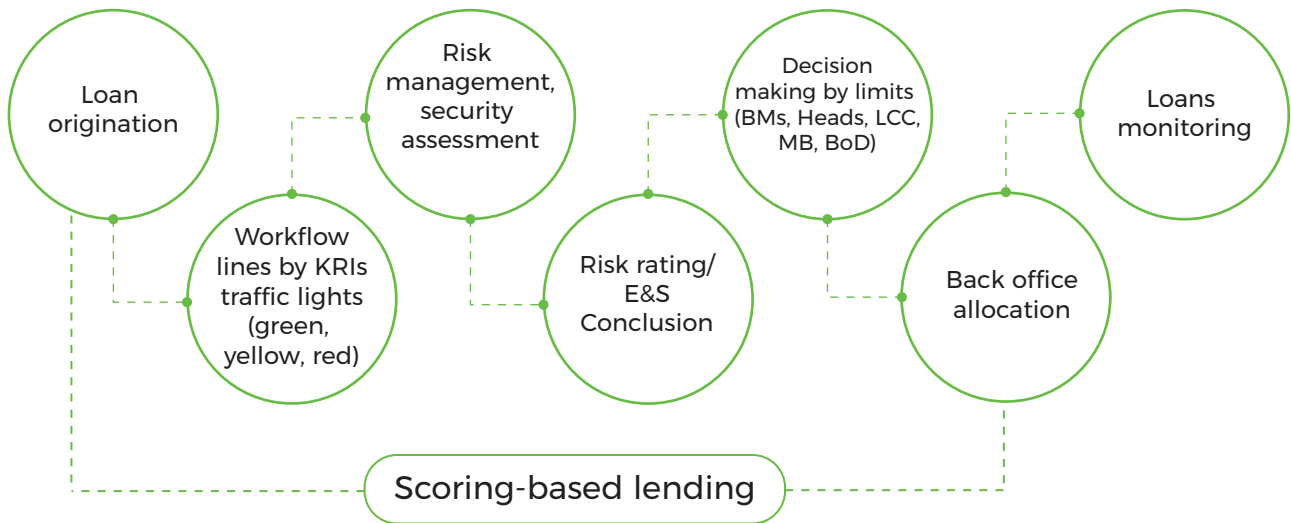 Loan
origination
Workflow
lines by KRIs
traffic lights
(green,
yellow, red)
Risk
management,
security
assessment
Risk rating/
E&S
Conclusion
Decision
making by limits
(BMs, Heads, LCC,
MB, BoD)
Back office
allocation
Loans
monitoring
Scoring-based lending